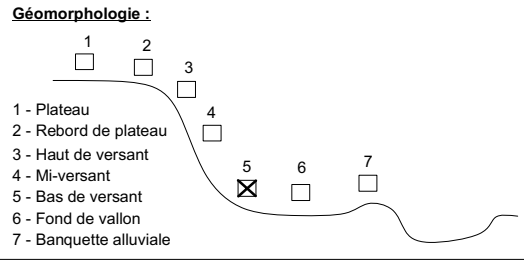 Géomorphologie :
1
2
3
4
5
6
7
1 - Plateau
2 - Rebord de plateau
3 - Haut de versant
4 - Mi-versant
5 - Bas de versant
6 - Fond de vallon
7 - Banquette alluviale